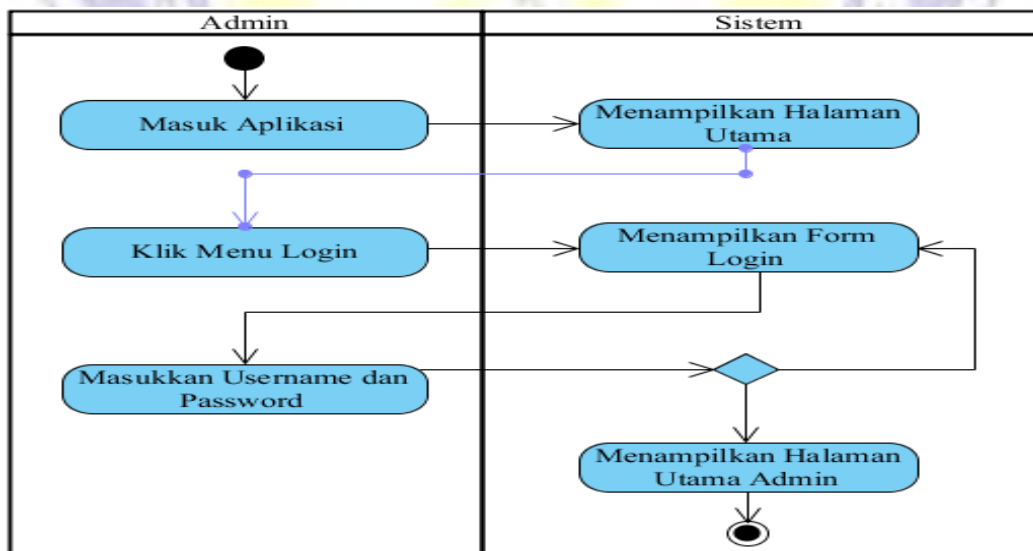 Admin
Sistem
Masuk Aplikasi
Menampilkan Halaman
Utama
Klik Menu Login
Menampilkan Form
Login
Masukkan Username dan
Password
Menampilkan Halaman
Utama Admin